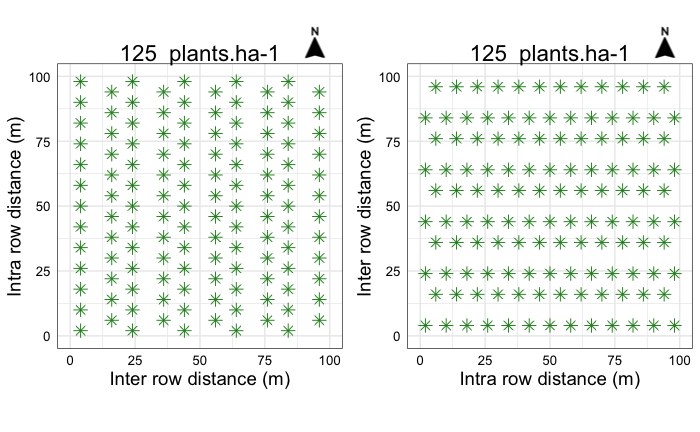 N
125 plants.ha-1
100
75
50
25
0
Intra row distance (m)
0 25 50 75 100
Inter row distance (m)
N
125 plants.ha-1
100
75
50
25
0
Inter row distance (m)
0 25 50 75 100
Intra row distance (m)